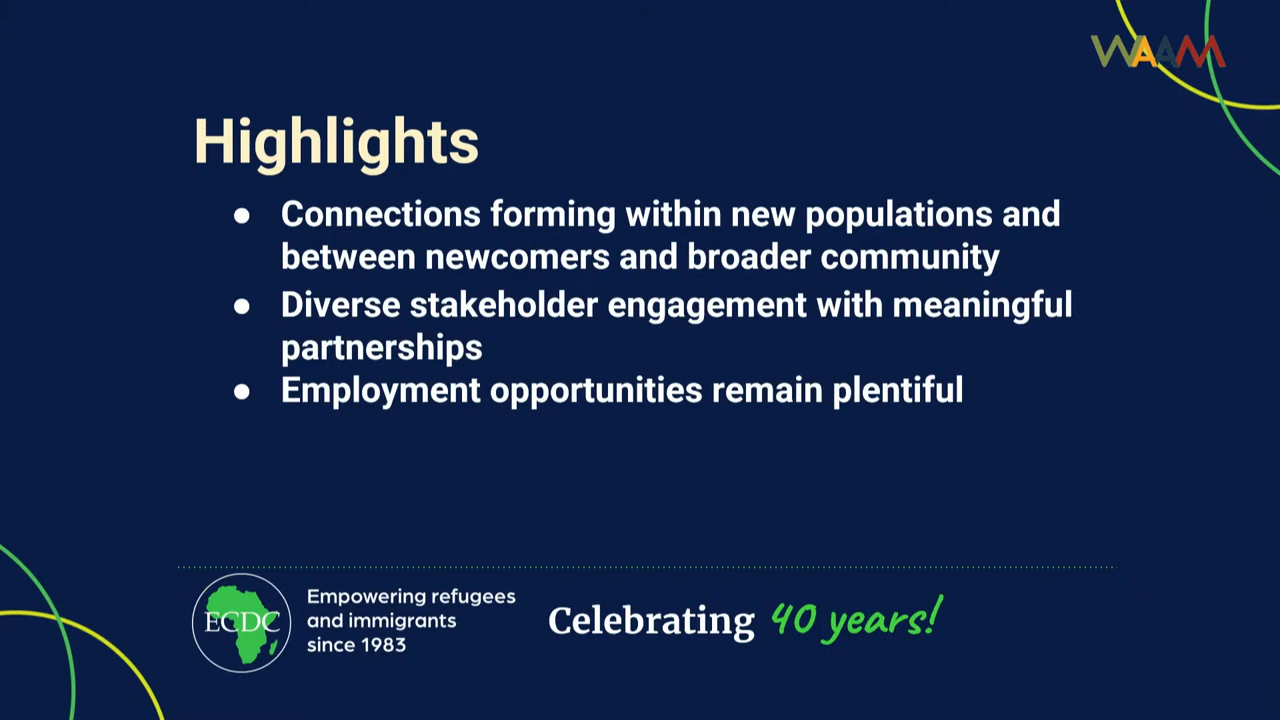 WAAM
Highlights
● Connections forming within new populations and
between newcomers and broader community
● Diverse stakeholder engagement with meaningful
partnerships
● Employment opportunities remain plentiful
ECDC
Empowering refugees
and immigrants
since 1983
Celebrating 40 years!